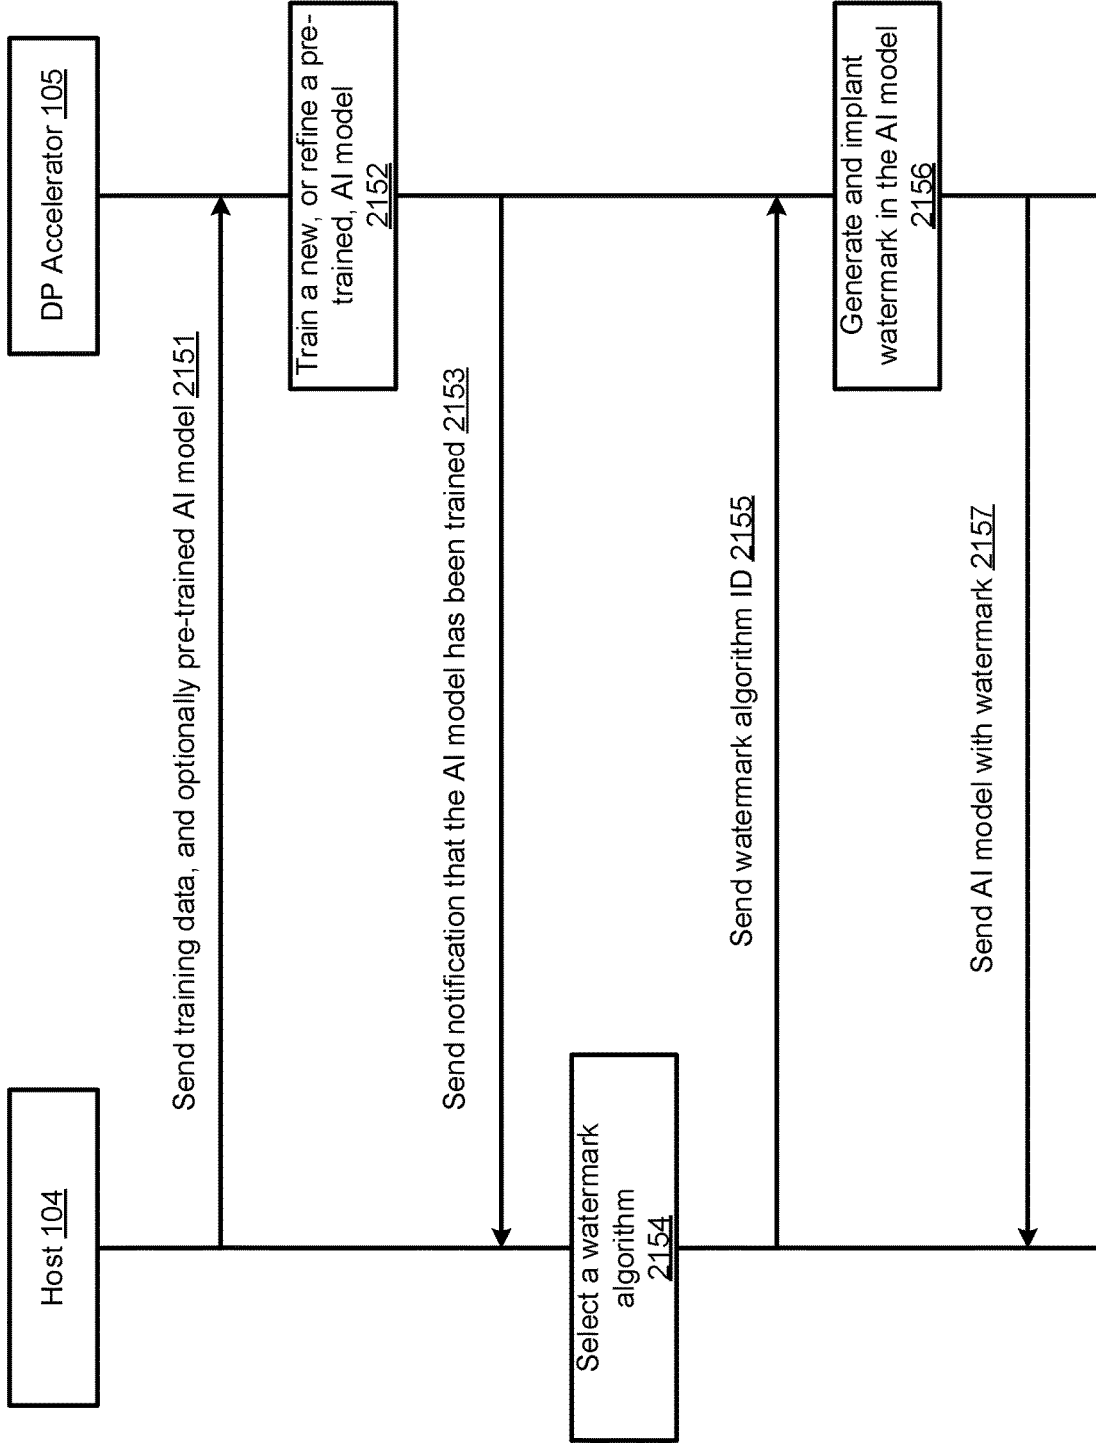 Host 104
DP Accelerator 105
Send training data, and optionally pre-trained AI model 2151
Train a new, or refine a pre-
trained, AI model
2152
Send notification that the AI model has been trained 2153
Select a watermark
algorithm
2154
Send watermark algorithm ID 2155
Generate and implant
watermark in the AI model
2156
Send AI model with watermark 2157